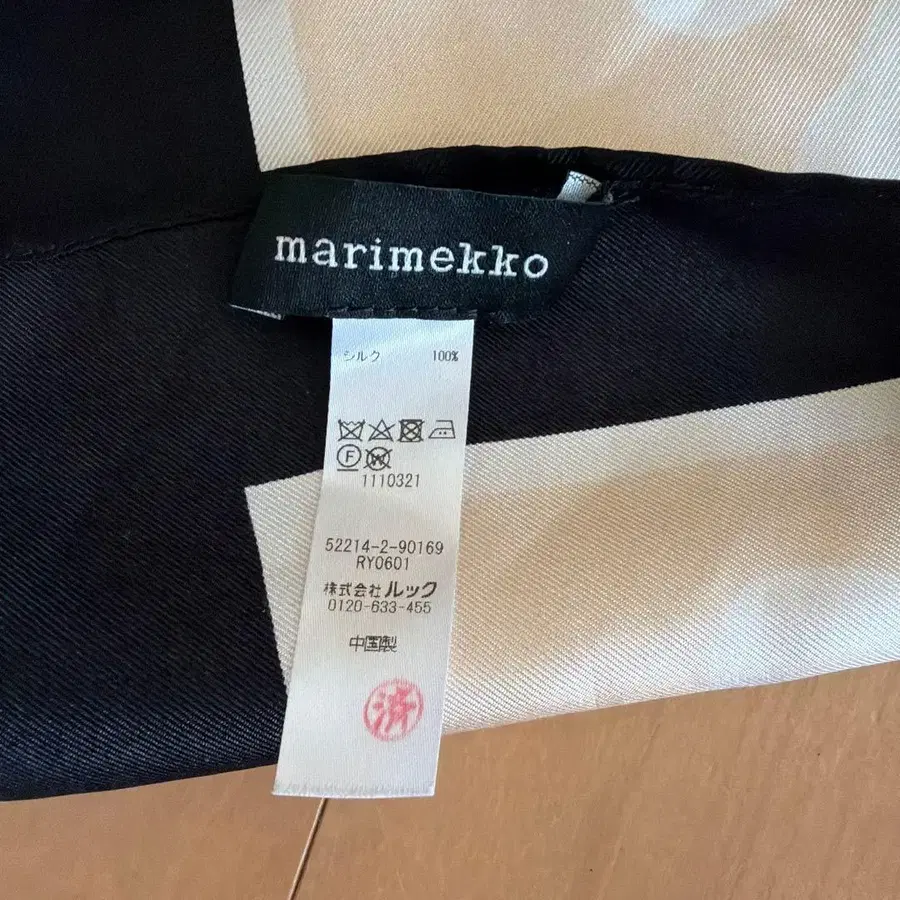 marimekko
シルク 100%
F W
1110321
52214-2-90169
RY0601
株式会社ルック
0120-633-455
中国製
済